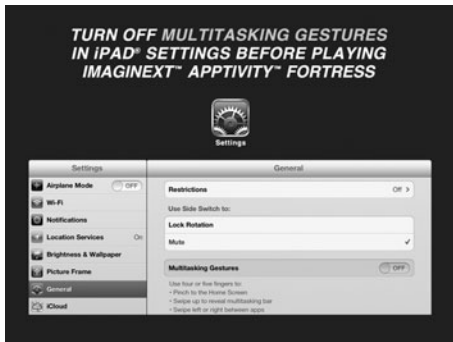 TURN OFF MULTITASKING GESTURES
IN iPAD® SETTINGS BEFORE PLAYING
IMAGINEXT™ APPTIVITY™ FORTRESS
Settings
Settings
General
Airplane Mode OFF
Restrictions Off >
Wi-Fi
Use Side Switch to:
Notifications
Lock Rotation
Location Services On
Mute ✓
Brightness & Wallpaper
Picture Frame
Multitasking Gestures OFF
General
Use four or five fingers to:
• Pinch to the Home Screen
iCloud
• Swipe up to reveal multitasking bar
• Swipe left or right between apps